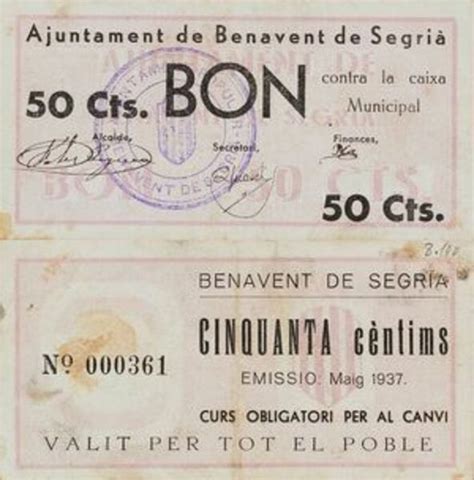 Ajuntament de Benavent de Segrià
50 Cts. BON contra la caixa
Municipal
Alcalde, Secretari, Finances,
50 Cts.
BENAVENT DE SEGRIA
CINQUANTA cèntims
Nº 000361
EMISSIO: Maig 1937.
CURS OBLIGATORI PER AL CANVI
VALIT PER TOT EL POBLE